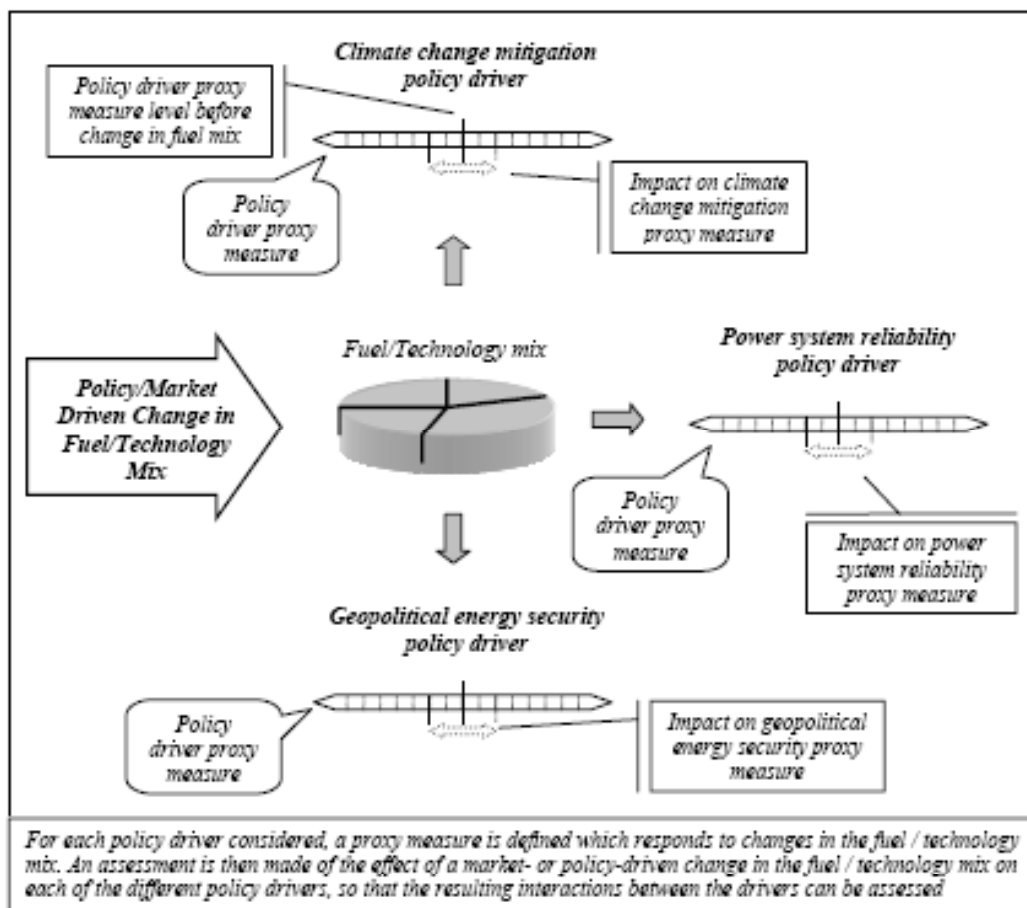 Climate change mitigation
policy driver
Policy driver proxy
measure level before
change in fuel mix
Policy
driver proxy
measure
Impact on climate
change mitigation
proxy measure
Policy/Market
Driven Change in
Fuel/Technology
Mix
Fuel/Technology mix
Power system reliability
policy driver
Policy
driver proxy
measure
Impact on power
system reliability
proxy measure
Geopolitical energy security
policy driver
Policy
driver proxy
measure
Impact on geopolitical
energy security proxy
measure
For each policy driver considered, a proxy measure is defined which responds to changes in the fuel / technology
mix. An assessment is then made of the effect of a market- or policy-driven change in the fuel / technology mix on
each of the different policy drivers, so that the resulting interactions between the drivers can be assessed